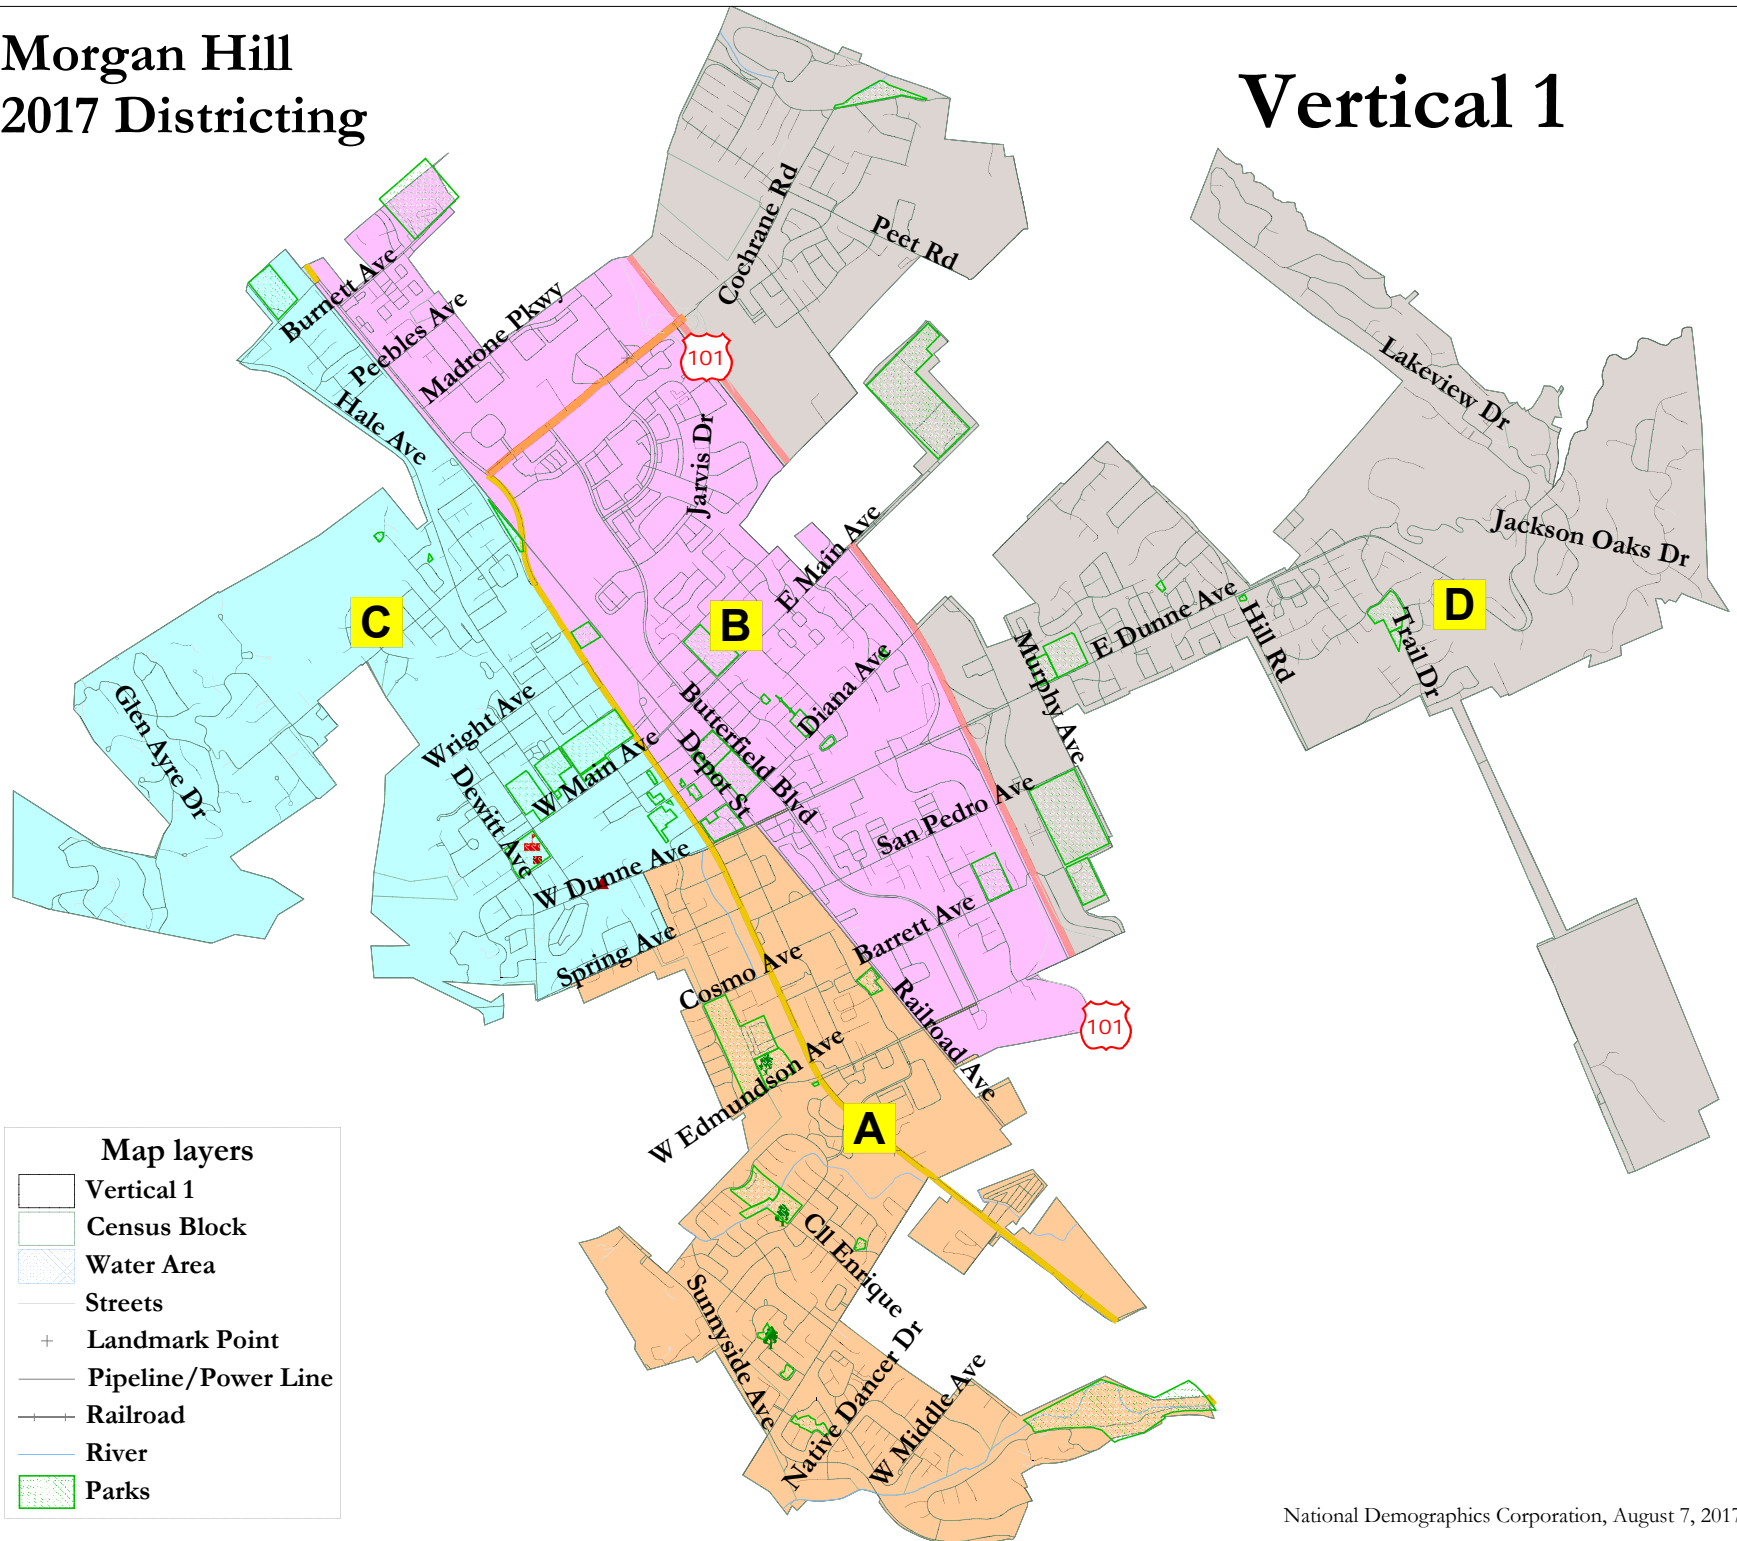 Morgan Hill
2017 Districting
Vertical 1
Cochrane Rd
Peet Rd
Burnett Ave
Peebles Ave
Madrone Pkwy
Hale Ave
101
Jarvis Dr
Lakeview Dr
Jackson Oaks Dr
E Main Ave
C
B
D
E Dunne Ave
Hill Rd
Trail Dr
Murphy Ave
Diana Ave
Glen Ayre Dr
Wright Ave
Butterfield Blvd
Depot St
W Main Ave
Dewitt Ave
San Pedro Ave
W Dunne Ave
Spring Ave
Barrett Ave
Cosmo Ave
Railroad Ave
101
W Edmundson Ave
A
Cll Enrique
Sunnyside Ave
Native Dancer Dr
W Middle Ave
Map layers
Vertical 1
Census Block
Water Area
Streets
Landmark Point
Pipeline/Power Line
Railroad
River
Parks
National Demographics Corporation, August 7, 2017